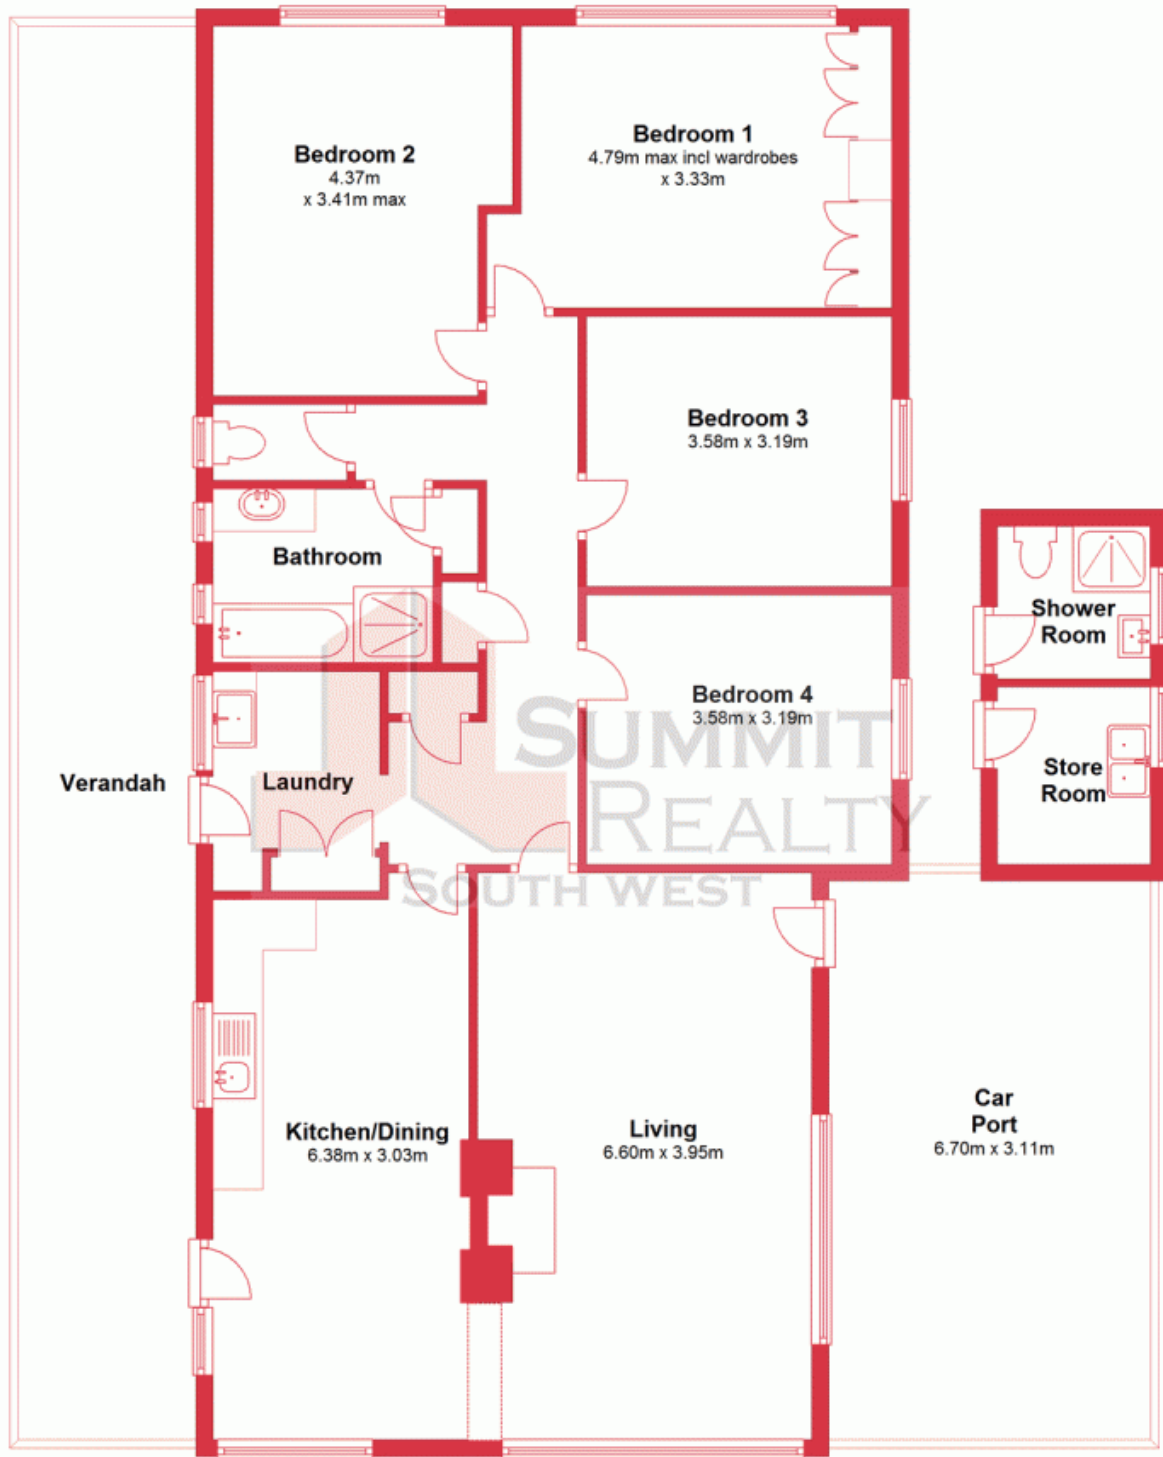 Bedroom 2
4.37m
x 3.41m max
Bedroom 1
4.79m max incl wardrobes
x 3.33m
Bedroom 3
3.58m x 3.19m
Bathroom
Shower
Room
Bedroom 4
3.58m x 3.19m
SUMMIT
REALTY
SOUTH WEST
Verandah
Laundry
Store
Room
Kitchen/Dining
6.38m x 3.03m
Living
6.60m x 3.95m
Car
Port
6.70m x 3.11m